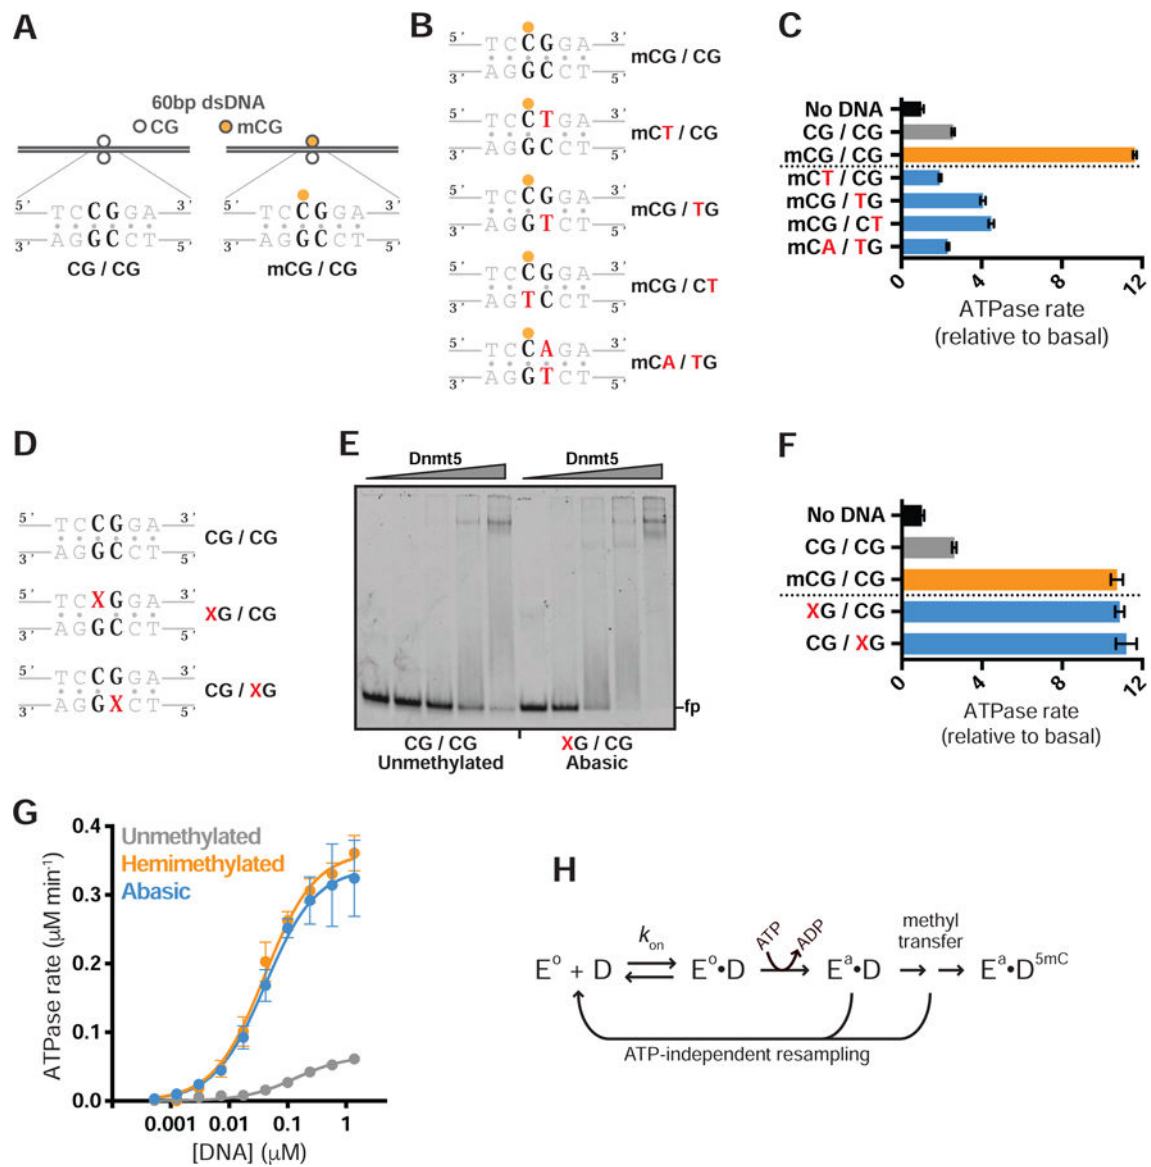 A
60bp dsDNA
CG mCG
5’ TCCGGA 3’
3’ AGGCCT 5’
CG / CG
5’ TCCGGA 3’
3’ AGGCCT 5’
mCG / CG
B
5’ TCCGGA 3’
3’ AGGCCT 5’
mCG / CG
5’ TCCTGA 3’
3’ AGGCCT 5’
mCT / CG
5’ TCCGGA 3’
3’ AGGTCT 5’
mCG / TG
5’ TCCGGA 3’
3’ AGTCCT 5’
mCG / CT
5’ TCCAGA 3’
3’ AGGTCT 5’
mCA / TG
C
No DNA
CG / CG
mCG / CG
mCT / CG
mCG / TG
mCG / CT
mCA / TG
0 4 8 12
ATPase rate
(relative to basal)
D
5’ TCCGGA 3’
3’ AGGCCT 5’
CG / CG
5’ TCXGGA 3’
3’ AGGCCT 5’
XG / CG
5’ TCCGGA 3’
3’ AGGXCT 5’
CG / XG
E
Dnmt5 Dnmt5
fp
CG / CG XG / CG
Unmethylated Abasic
F
No DNA
CG / CG
mCG / CG
XG / CG
CG / XG
0 4 8 12
ATPase rate
(relative to basal)
G
Unmethylated
Hemimethylated
Abasic
ATPase rate (μM min⁻¹)
0.4
0.3
0.2
0.1
0.0
0.001 0.01 0.1 1
[DNA] (μM)
H
kon
ATP ADP
methyl
transfer
Eº + D Eº•D Eª•D Eª•D5mC
ATP-independent resampling